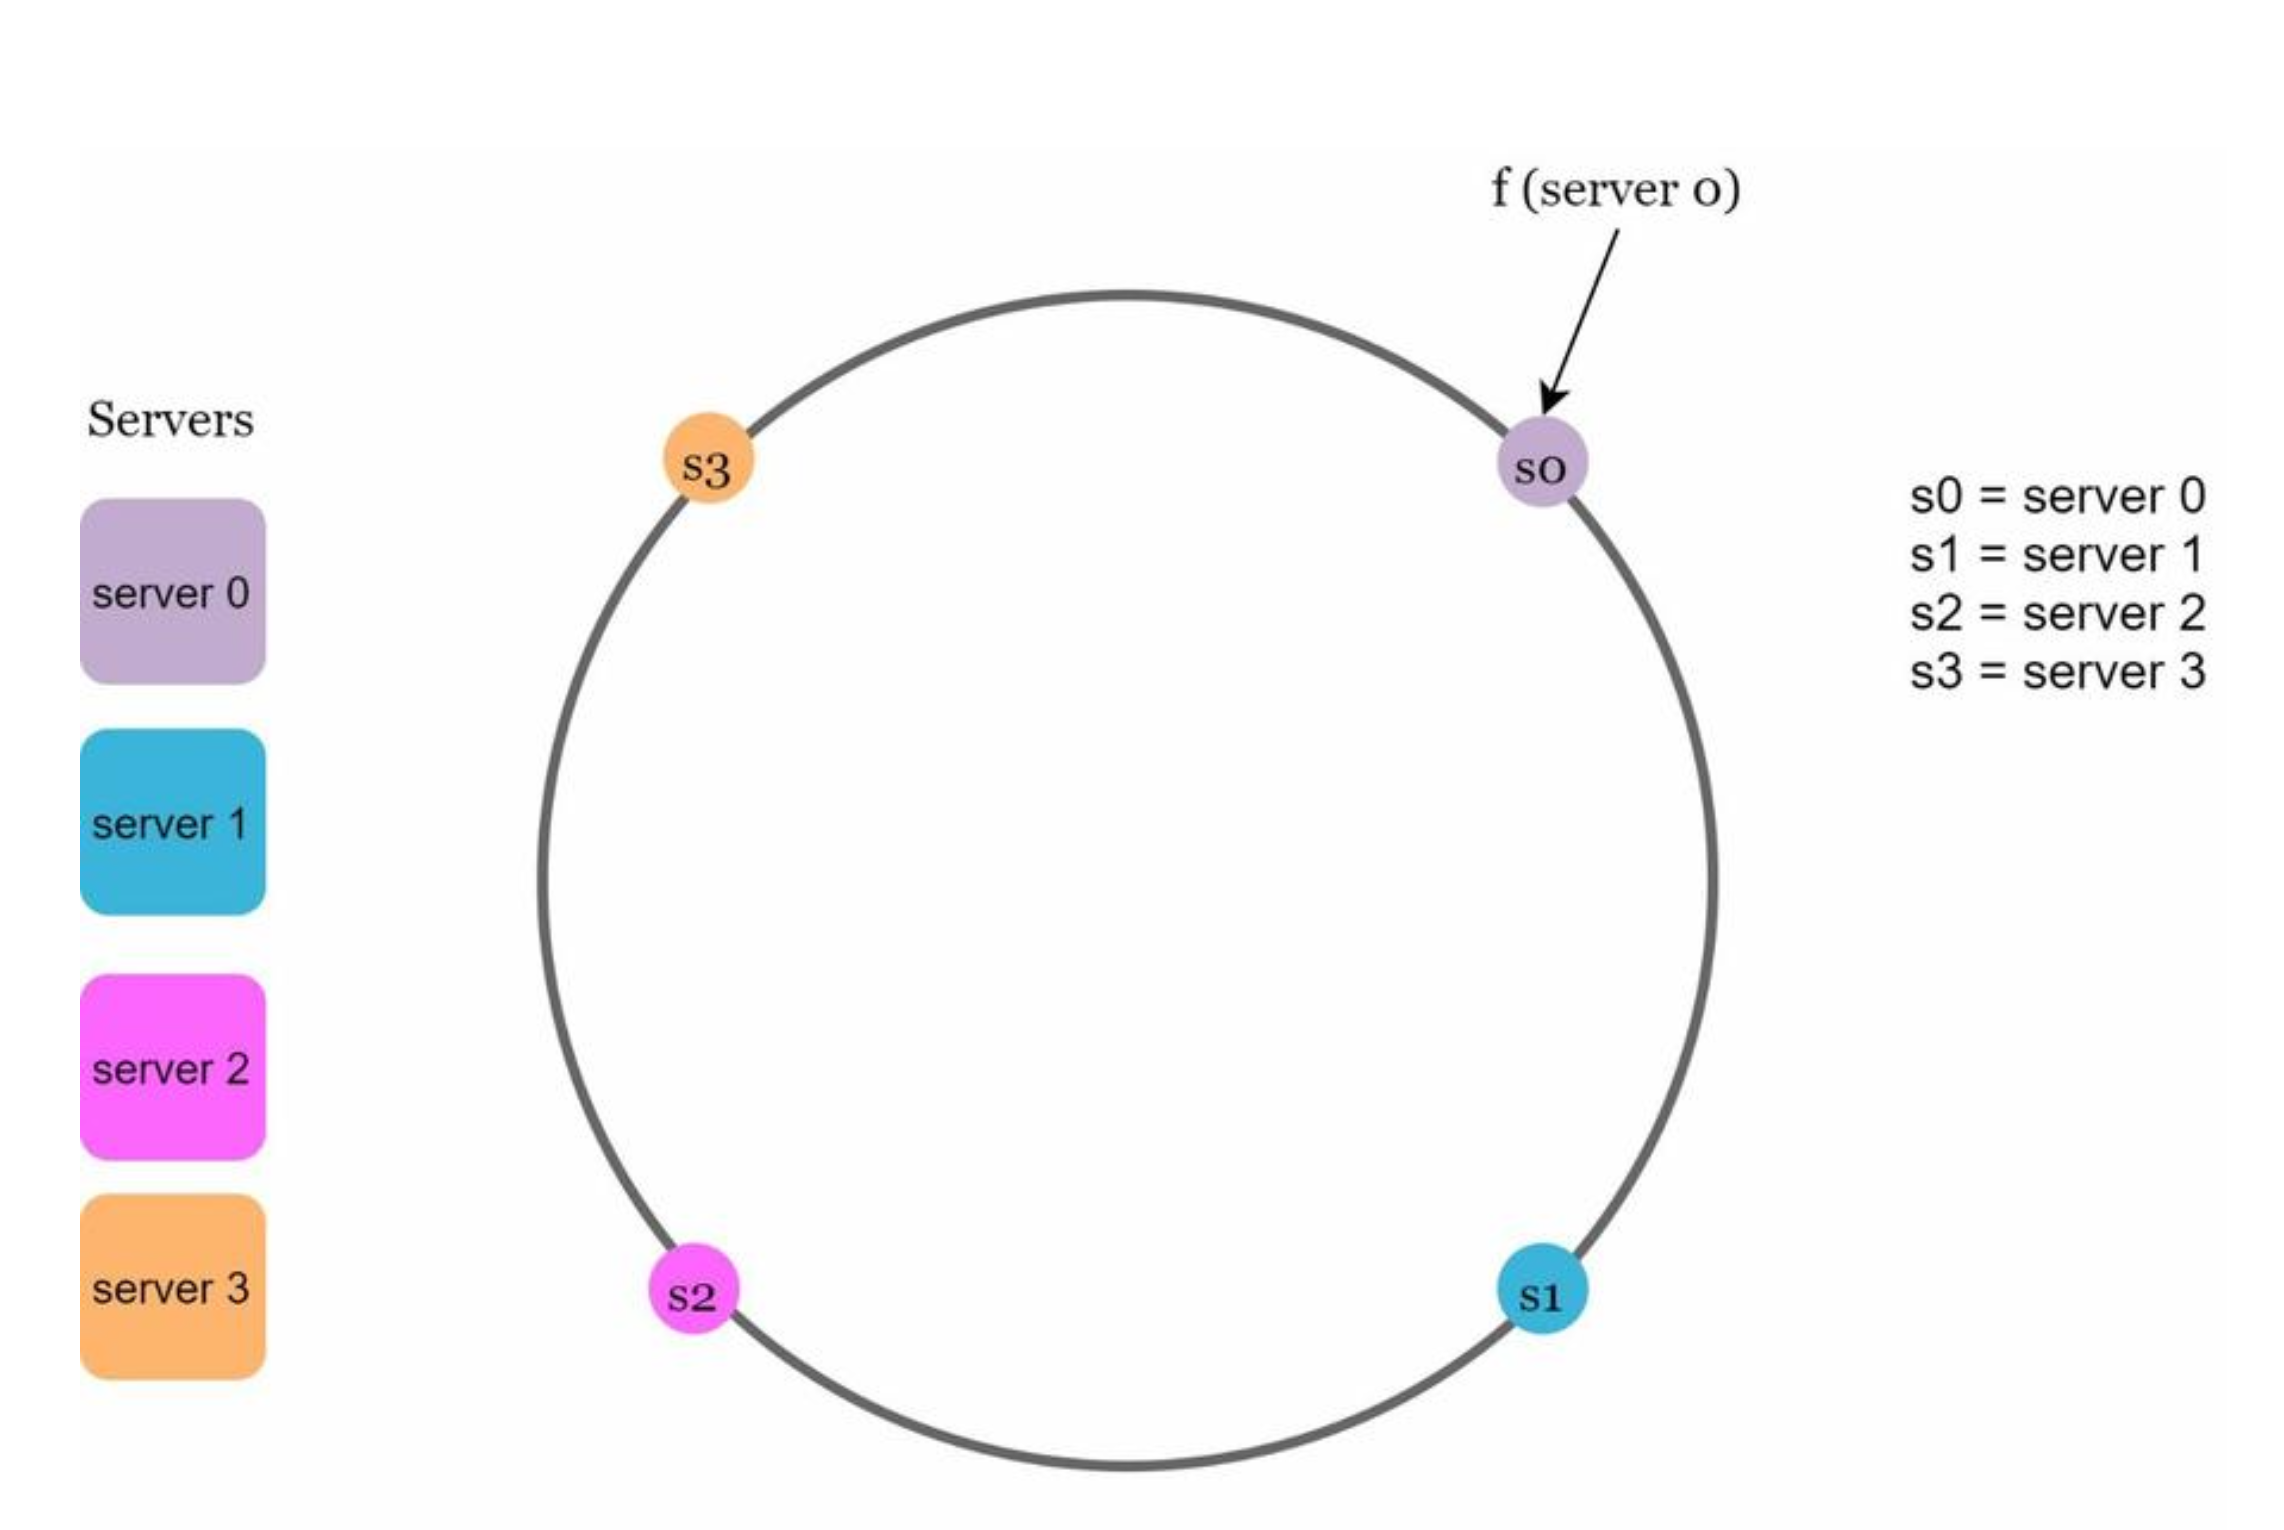 f (server 0)
Servers
server 0
server 1
server 2
server 3
s3
s0
s2
s1
s0 = server 0
s1 = server 1
s2 = server 2
s3 = server 3